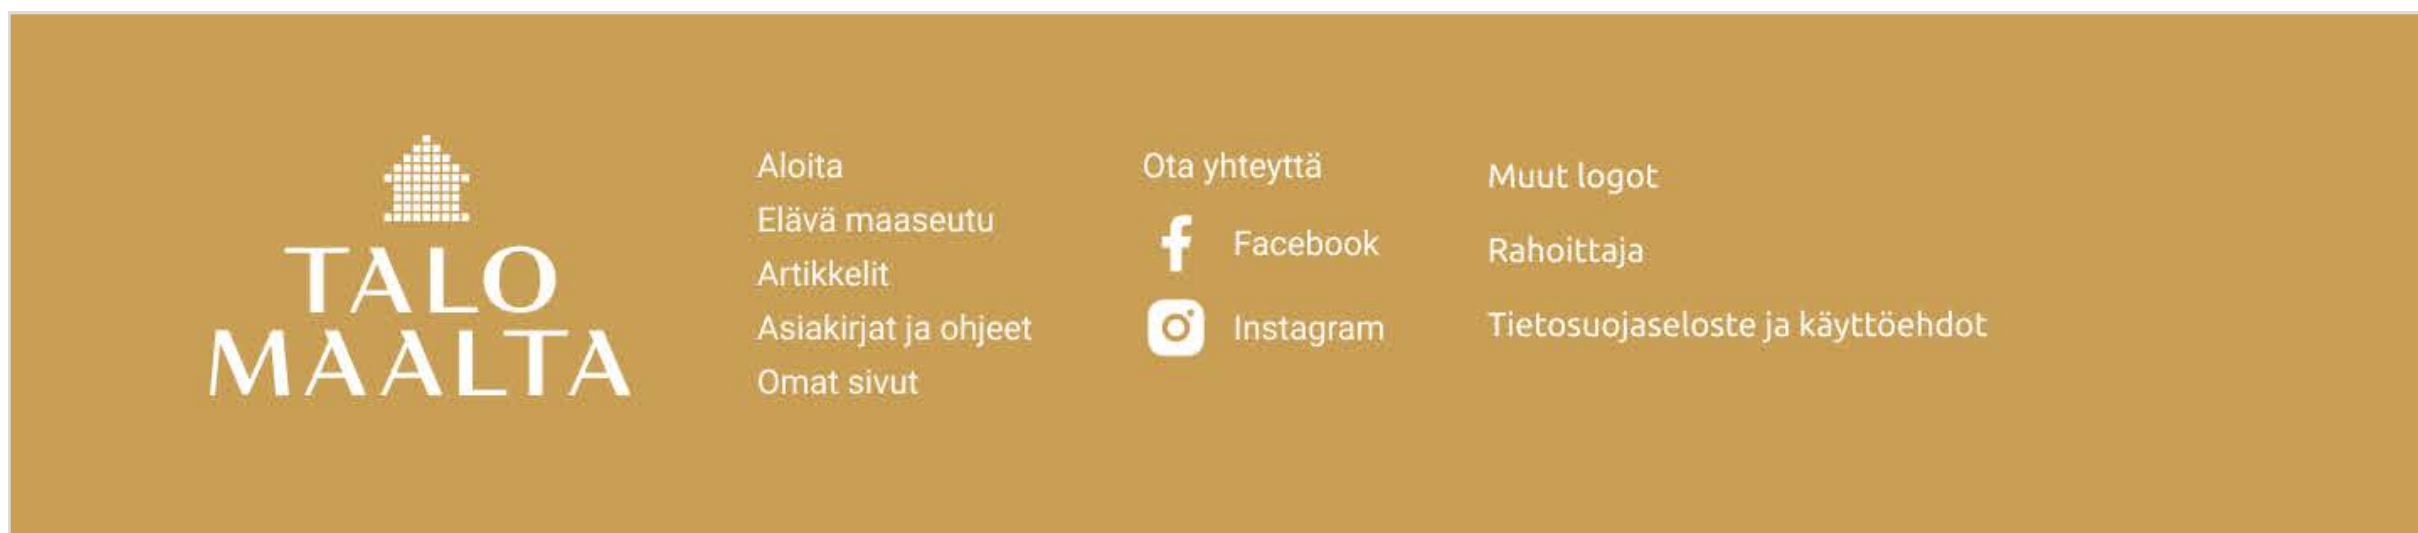 TALO
MAALTA
Aloita
Elävä maaseutu
Artikkelit
Asiakirjat ja ohjeet
Omat sivut
Ota yhteyttä
Facebook
Instagram
Muut logot
Rahoittaja
Tietosuojaseloste ja käyttöehdot